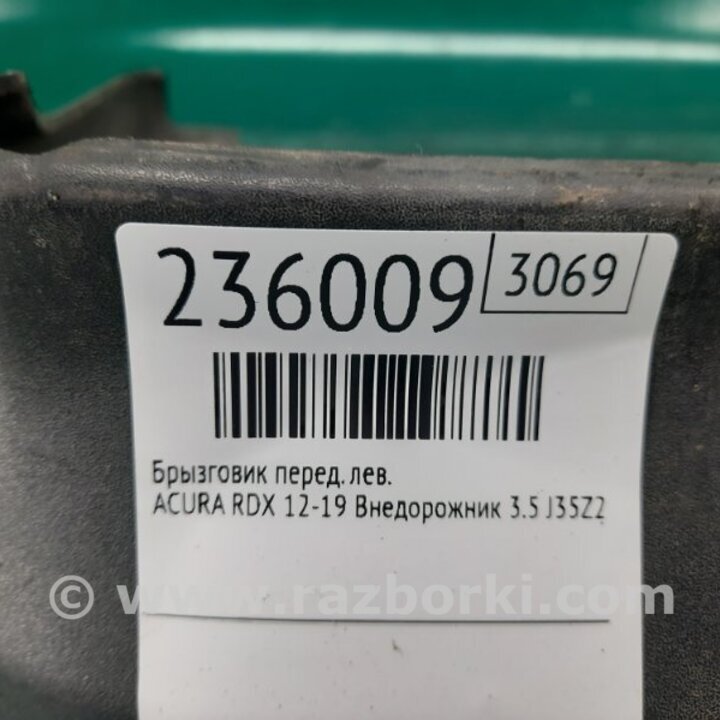 236009 3069
Брызговик перед. лев.
ACURA RDX 12-19 Внедорожник 3.5 J35Z2
© www.razborki.com